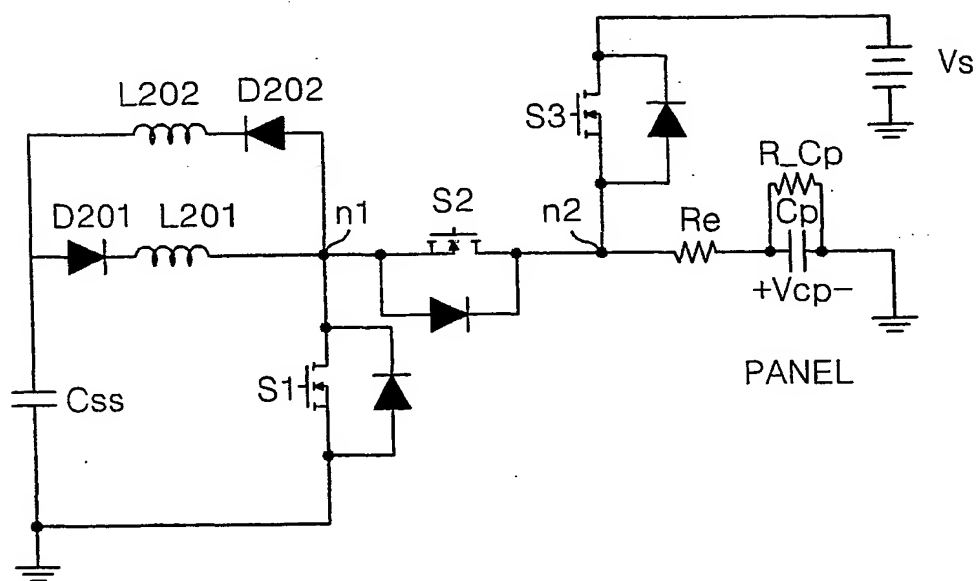 Vs
L202
D202
S3
R_Cp
D201
L201
n1
S2
n2
Re
Cp
+Vcp-
S1
PANEL
Css